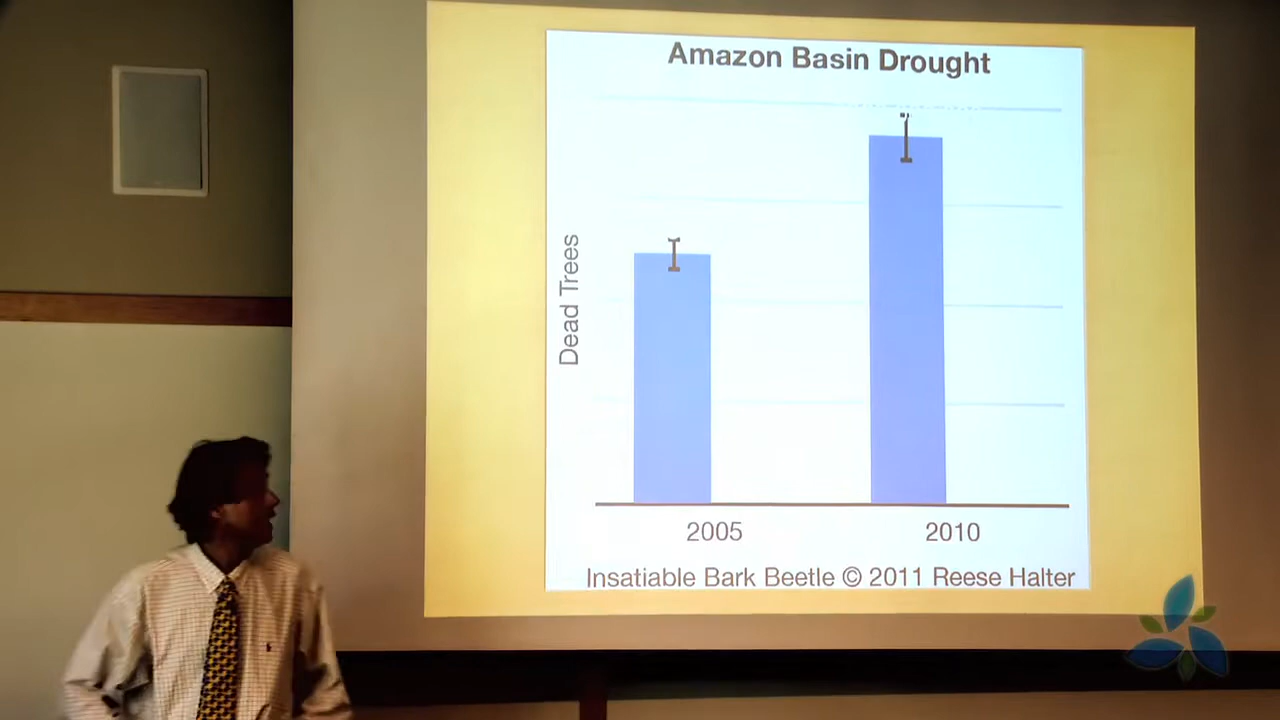 Amazon Basin Drought
Dead Trees
2005 2010
Insatiable Bark Beetle © 2011 Reese Halter